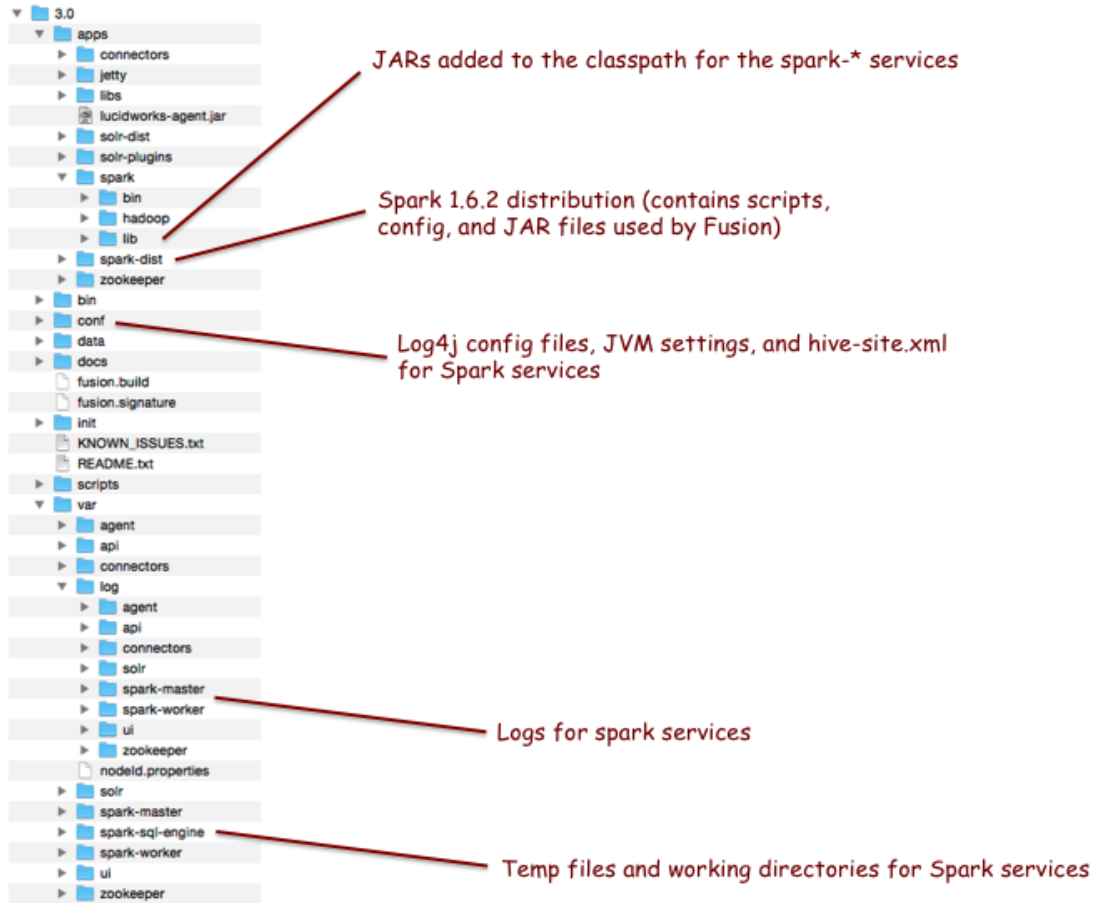 3.0
apps
connectors
JARs added to the classpath for the spark-* services
jetty
libs
lucidworks-agent.jar
solr-dist
solr-plugins
spark
bin
Spark 1.6.2 distribution (contains scripts,
hadoop
config, and JAR files used by Fusion)
lib
spark-dist
zookeeper
bin
conf
data
Log4j config files, JVM settings, and hive-site.xml
docs
for Spark services
fusion.build
fusion.signature
init
KNOWN_ISSUES.txt
README.txt
scripts
var
agent
api
connectors
log
agent
api
connectors
solr
spark-master
spark-worker
ui
Logs for spark services
zookeeper
nodeId.properties
solr
spark-master
spark-sql-engine
spark-worker
ui
Temp files and working directories for Spark services
zookeeper